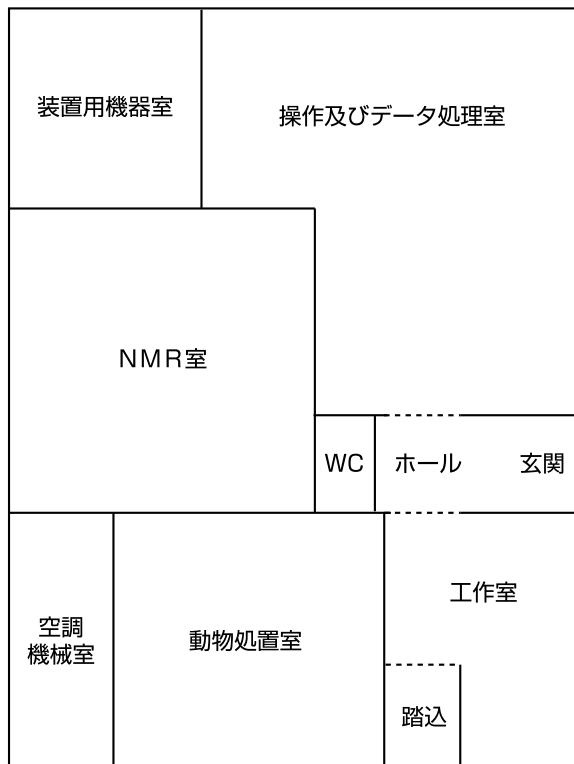 装置用機器室
操作及びデータ処理室
NMR室
WC
ホール
玄関
工作室
空調
機械室
動物処置室
踏込